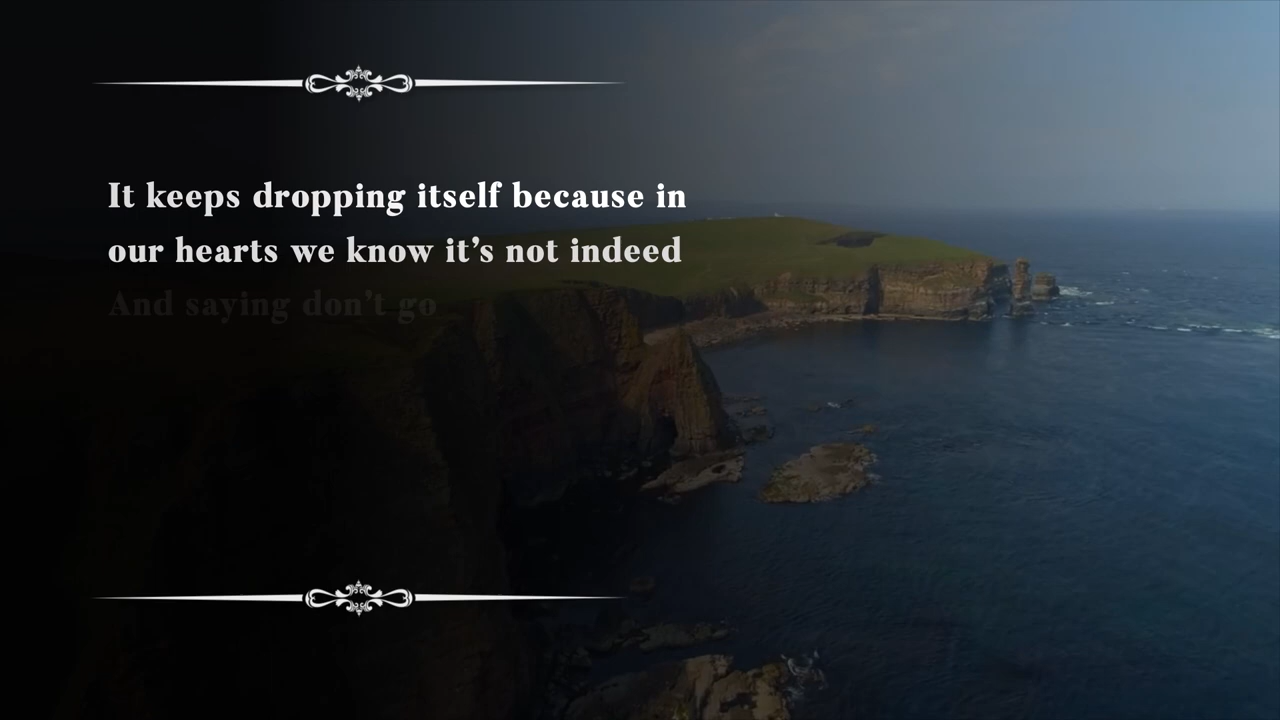 It keeps dropping itself because in
our hearts we know it’s not indeed
And saying don’t go